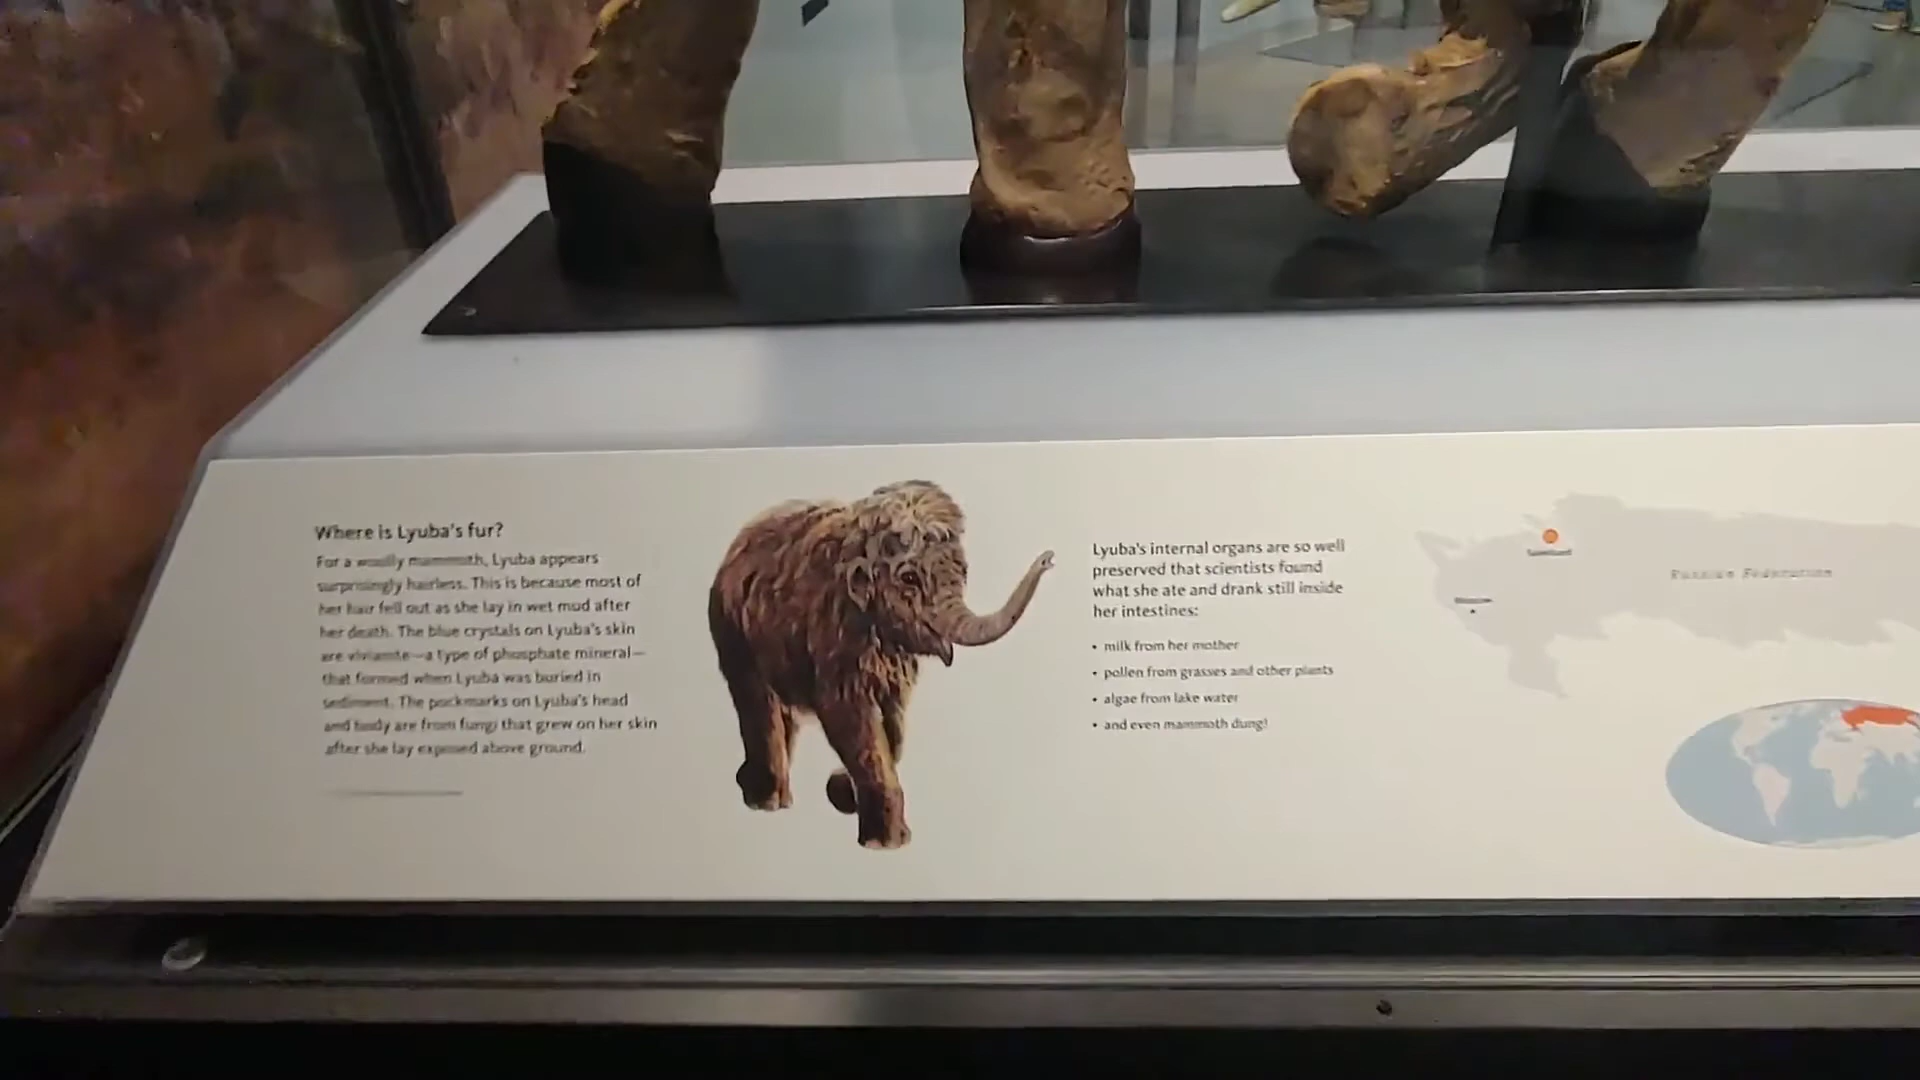 Where is Lyuba's fur?
For a woolly mammoth, Lyuba appears
surprisingly hairless. This is because most of
her hair fell out as she lay in wet mud after
her death. The blue crystals on Lyuba's skin
are vivianite—a type of phosphate mineral—
that formed when Lyuba was buried in
sediment. The pockmarks on Lyuba's head
and body are from fungi that grew on her skin
after she lay exposed above ground.
Lyuba's internal organs are so well
preserved that scientists found
what she ate and drank still inside
her intestines:
• milk from her mother
• pollen from grasses and other plants
• algae from lake water
• and even mammoth dung!
Russian Federation